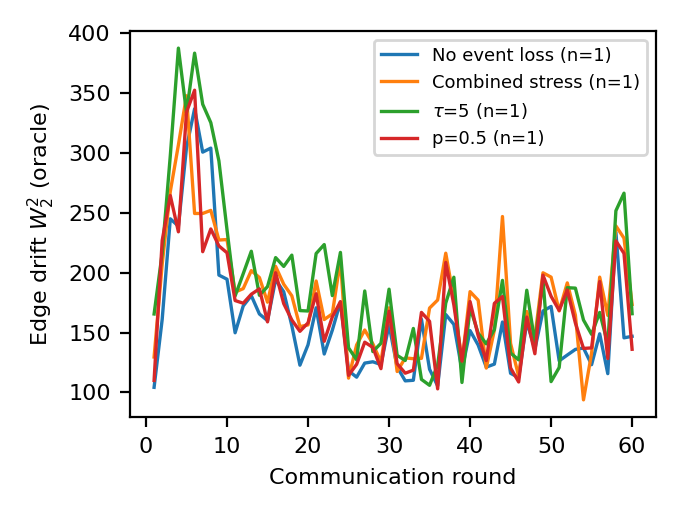 No event loss (n=1)
Combined stress (n=1)
τ=5 (n=1)
p=0.5 (n=1)
Edge drift W₂² (oracle)
400
350
300
250
200
150
100
0 10 20 30 40 50 60
Communication round